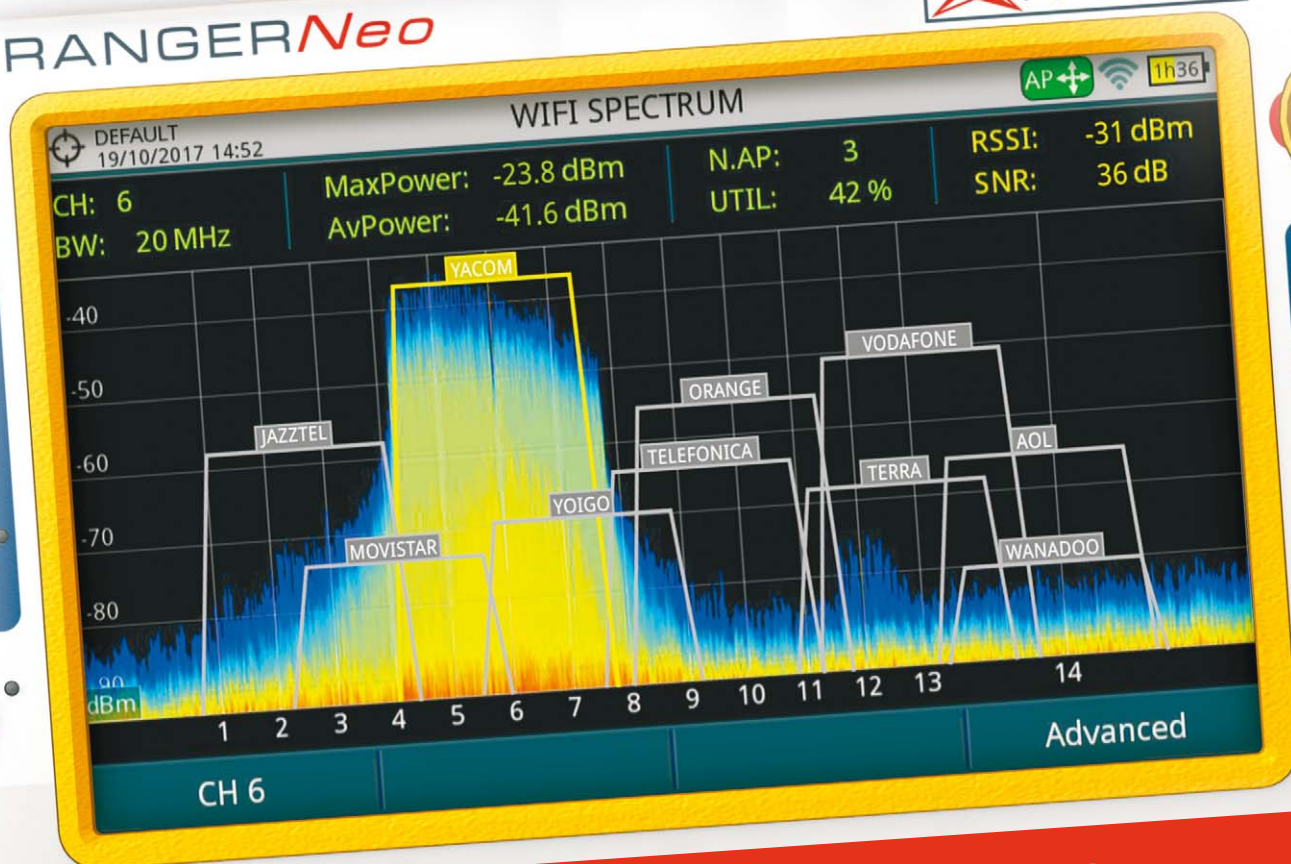 RANGERNeo
DEFAULT
19/10/2017 14:52
WIFI SPECTRUM
AP
1h36
CH: 6
BW: 20 MHz
MaxPower: -23.8 dBm
AvPower: -41.6 dBm
N.AP: 3
UTIL: 42 %
RSSI: -31 dBm
SNR: 36 dB
YACOM
VODAFONE
ORANGE
JAZZTEL
TELEFONICA
AOL
TERRA
YOIGO
MOVISTAR
WANADOO
-40
-50
-60
-70
-80
-90
dBm
1 2 3 4 5 6 7 8 9 10 11 12 13 14
CH 6
Advanced